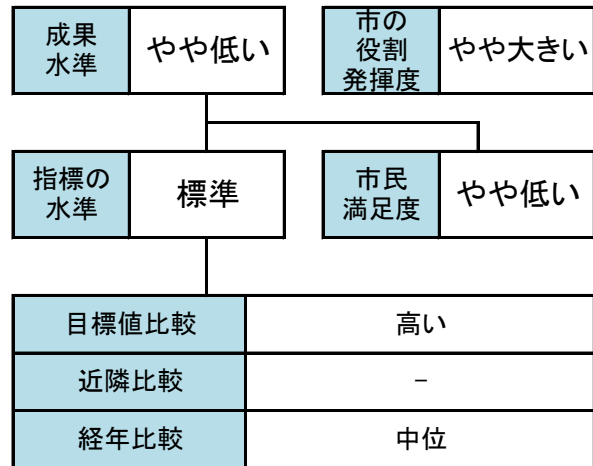 成果
水準
やや低い
市の
役割
発揮度
やや大きい
指標の
水準
標準
市民
満足度
やや低い
目標値比較
高い
近隣比較
－
経年比較
中位